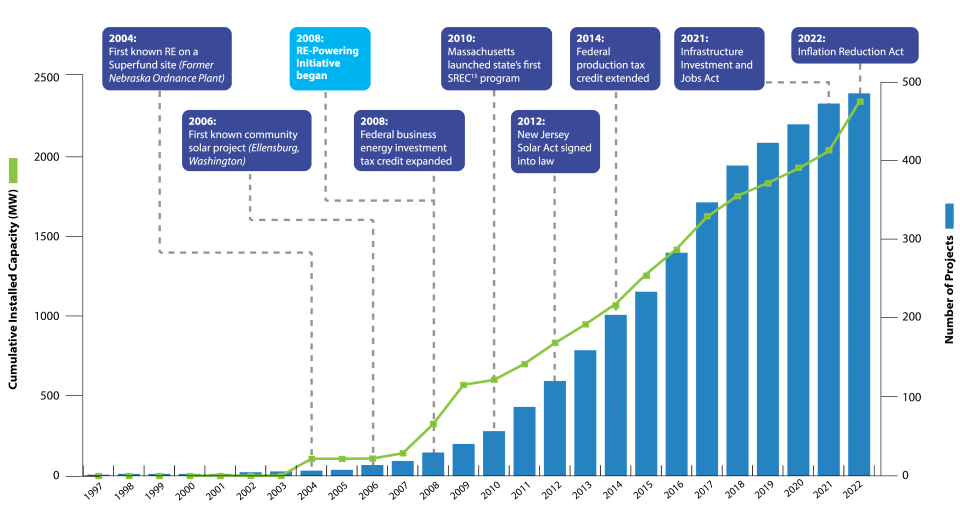 2004:
First known RE on a
Superfund site (Former
Nebraska Ordnance Plant)
2008:
RE-Powering
Initiative
began
2010:
Massachusetts
launched state's first
SREC¹⁵ program
2014:
Federal
production tax
credit extended
2021:
Infrastructure
Investment and
Jobs Act
2022:
Inflation Reduction Act
2006:
First known community
solar project (Ellensburg,
Washington)
2008:
Federal business
energy investment
tax credit expanded
2012:
New Jersey
Solar Act signed
into law
Cumulative Installed Capacity (MW)
2500
2000
1500
1000
500
0
500
400
300
200
100
0
Number of Projects
1997
1998
1999
2000
2001
2002
2003
2004
2005
2006
2007
2008
2009
2010
2011
2012
2013
2014
2015
2016
2017
2018
2019
2020
2021
2022